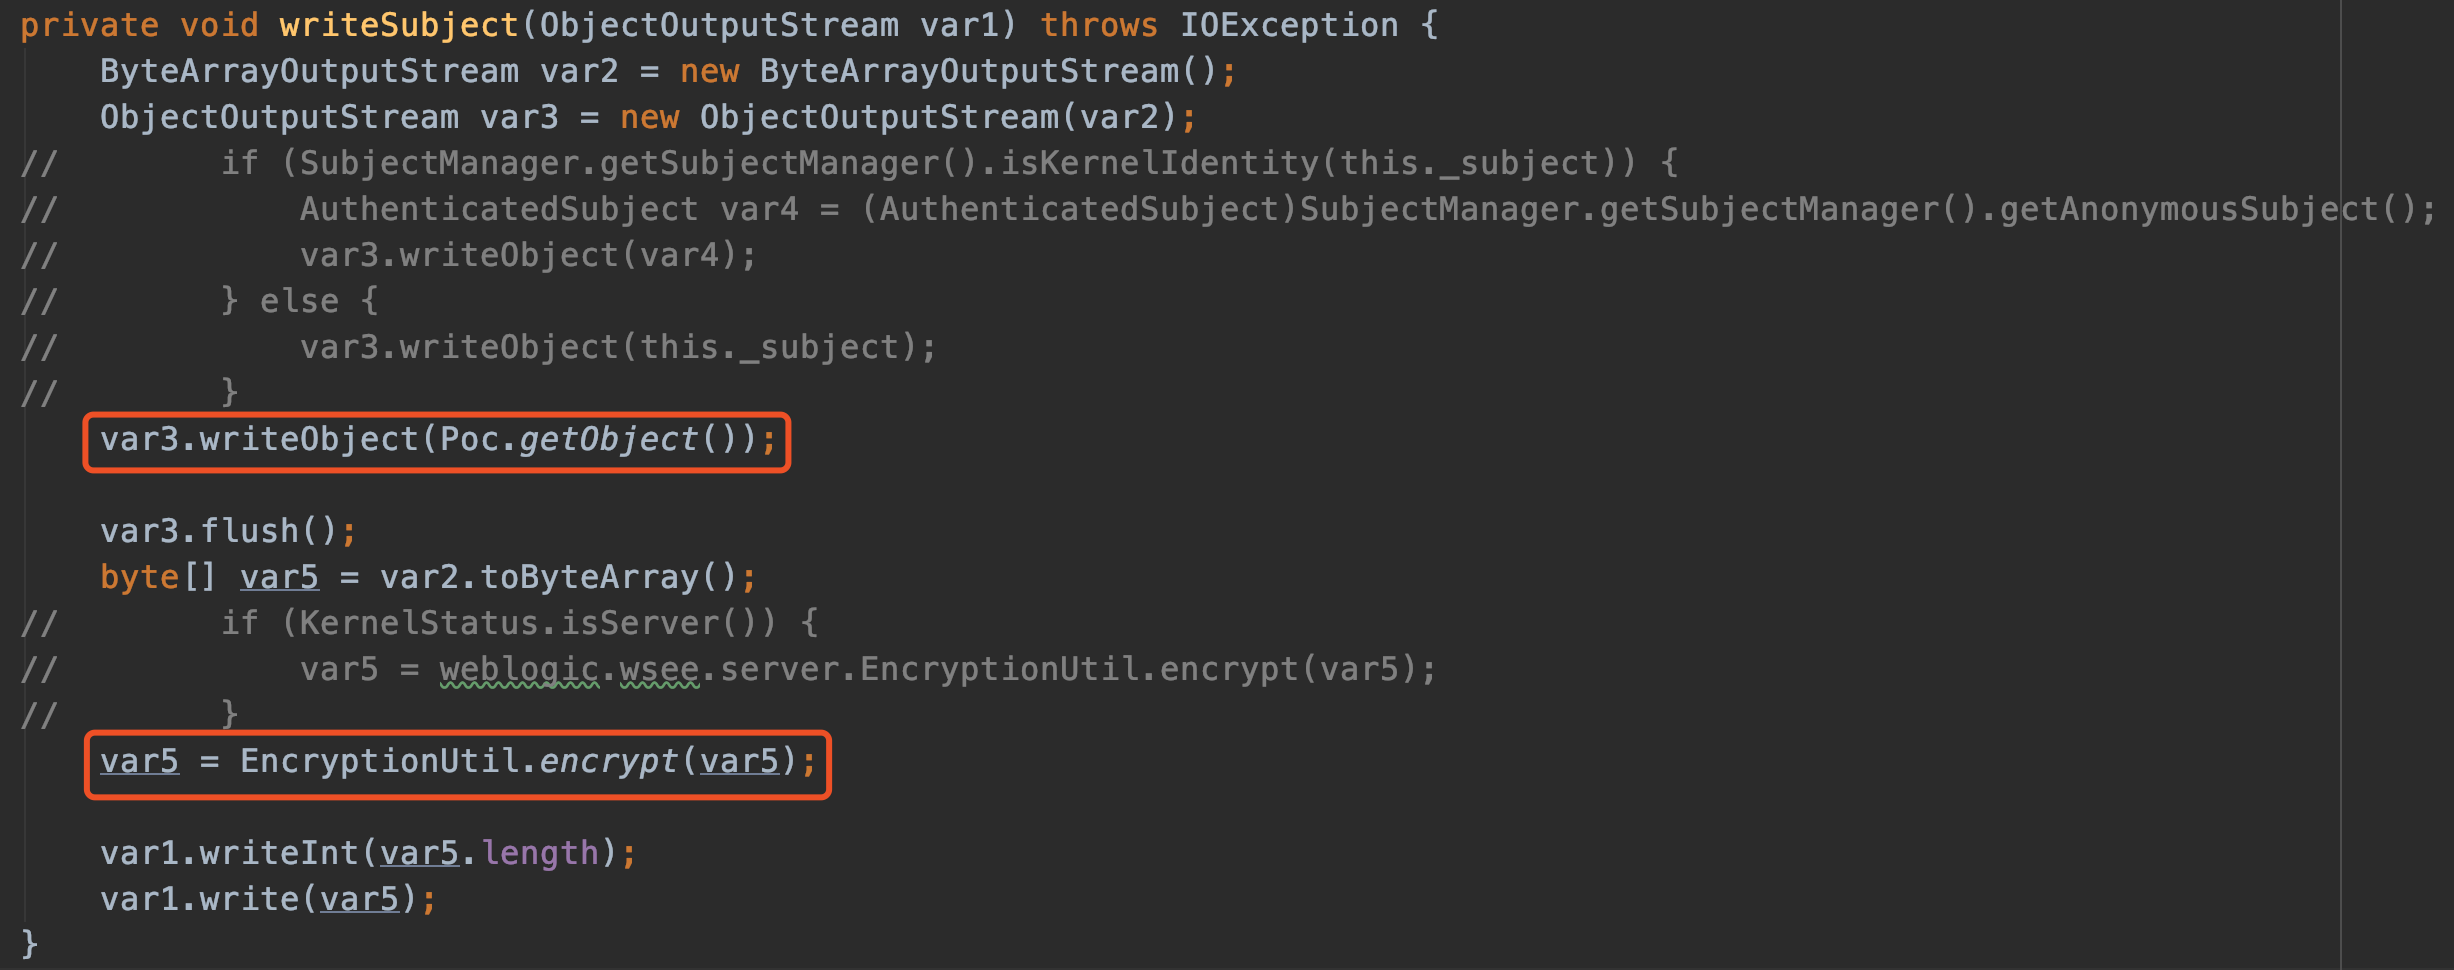 private void writeSubject(ObjectOutputStream var1) throws IOException {
    ByteArrayOutputStream var2 = new ByteArrayOutputStream();
    ObjectOutputStream var3 = new ObjectOutputStream(var2);
//        if (SubjectManager.getSubjectManager().isKernelIdentity(this._subject)) {
//            AuthenticatedSubject var4 = (AuthenticatedSubject)SubjectManager.getSubjectManager().getAnonymousSubject();
//            var3.writeObject(var4);
//        } else {
//            var3.writeObject(this._subject);
//        }
    var3.writeObject(Poc.getObject());
    var3.flush();
    byte[] var5 = var2.toByteArray();
//        if (KernelStatus.isServer()) {
//            var5 = weblogic.wsee.server.EncryptionUtil.encrypt(var5);
//        }
    var5 = EncryptionUtil.encrypt(var5);
    var1.writeInt(var5.length);
    var1.write(var5);
}